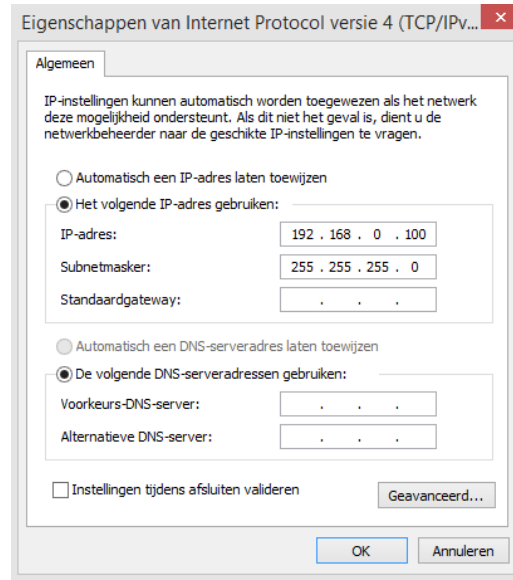 Eigenschappen van Internet Protocol versie 4 (TCP/IPv...
Algemeen
IP-instellingen kunnen automatisch worden toegewezen als het netwerk
deze mogelijkheid ondersteunt. Als dit niet het geval is, dient u de
netwerkbeheerder naar de geschikte IP-instellingen te vragen.
Automatisch een IP-adres laten toewijzen
Het volgende IP-adres gebruiken:
IP-adres: 192 . 168 . 0 . 100
Subnetmasker: 255 . 255 . 255 . 0
Standaardgateway: . . .
Automatisch een DNS-serveradres laten toewijzen
De volgende DNS-serveradressen gebruiken:
Voorkeurs-DNS-server: . . .
Alternatieve DNS-server: . . .
Instellingen tijdens afsluiten valideren
Geavanceerd...
OK Annuleren